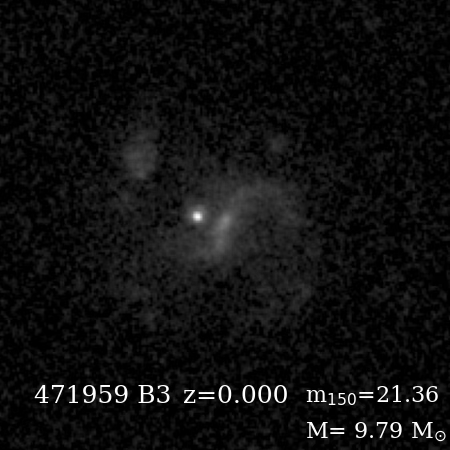 471959 B3 z=0.000 m₁₅₀=21.36
M= 9.79 M⊙